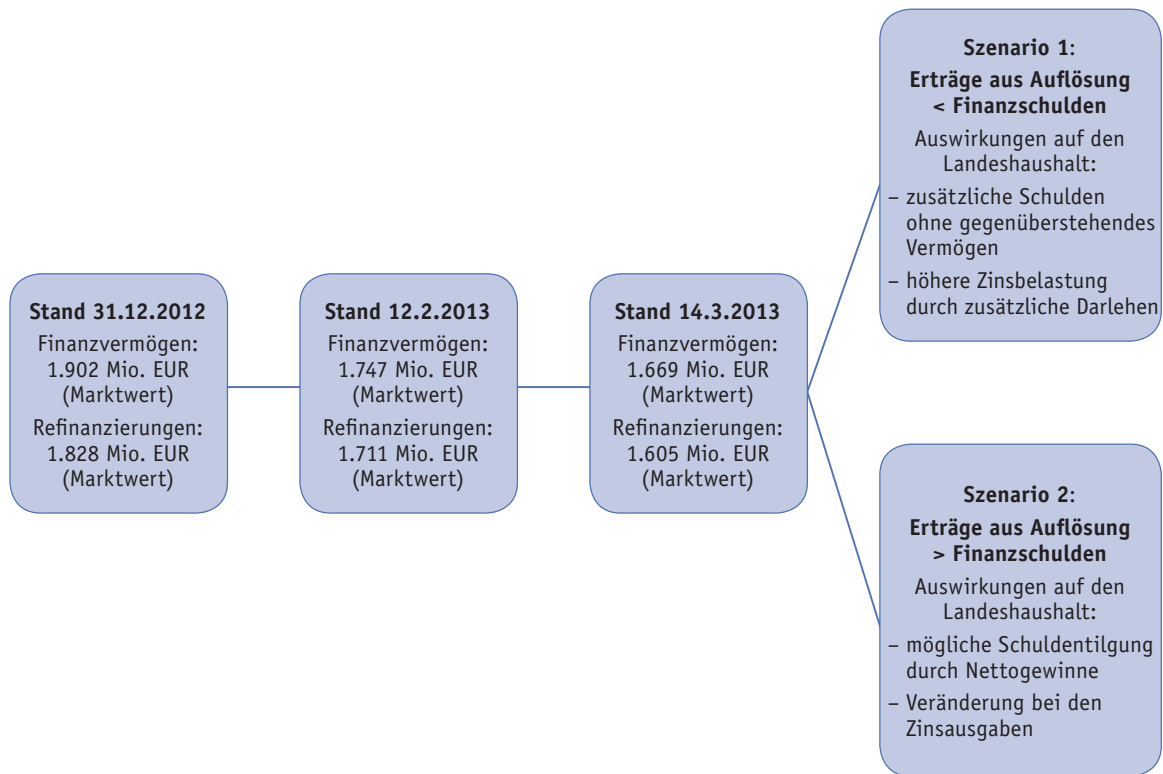 Stand 31.12.2012
Finanzvermögen:
1.902 Mio. EUR
(Marktwert)
Refinanzierungen:
1.828 Mio. EUR
(Marktwert)
Stand 12.2.2013
Finanzvermögen:
1.747 Mio. EUR
(Marktwert)
Refinanzierungen:
1.711 Mio. EUR
(Marktwert)
Stand 14.3.2013
Finanzvermögen:
1.669 Mio. EUR
(Marktwert)
Refinanzierungen:
1.605 Mio. EUR
(Marktwert)
Szenario 1:
Erträge aus Auflösung
< Finanzschulden
Auswirkungen auf den
Landeshaushalt:
– zusätzliche Schulden
ohne gegenüberstehendes
Vermögen
– höhere Zinsbelastung
durch zusätzliche Darlehen
Szenario 2:
Erträge aus Auflösung
> Finanzschulden
Auswirkungen auf den
Landeshaushalt:
– mögliche Schuldentilgung
durch Nettogewinne
– Veränderung bei den
Zinsausgaben